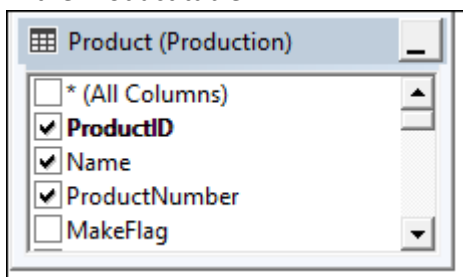 Product (Production)
* (All Columns)
ProductID
Name
ProductNumber
MakeFlag